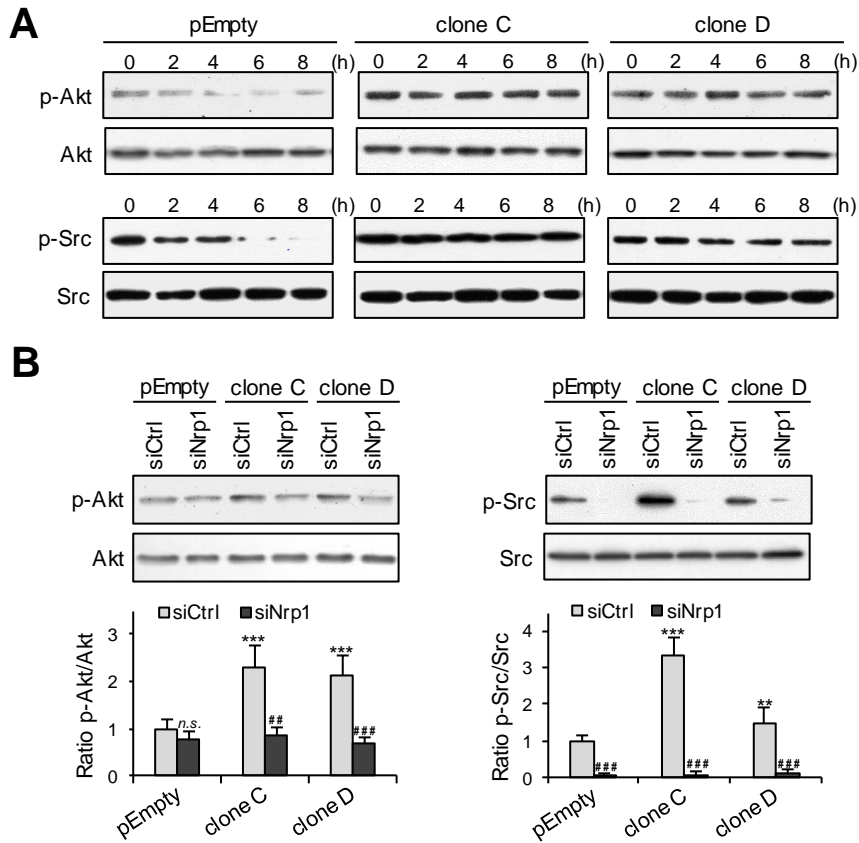 A
pEmpty clone C clone D
0 2 4 6 8 (h) 0 2 4 6 8 (h) 0 2 4 6 8 (h)
p-Akt
Akt
0 2 4 6 8 (h) 0 2 4 6 8 (h) 0 2 4 6 8 (h)
p-Src
Src
B
pEmpty clone C clone D
siCtrl siNrp1 siCtrl siNrp1 siCtrl siNrp1
p-Akt
Akt
siCtrl siNrp1
Ratio p-Akt/Akt
3
2
1
0
n.s.
***
##
***
###
pEmpty clone C clone D
pEmpty clone C clone D
siCtrl siNrp1 siCtrl siNrp1 siCtrl siNrp1
p-Src
Src
siCtrl siNrp1
Ratio p-Src/Src
4
3
2
1
0
###
***
###
**
###
pEmpty clone C clone D